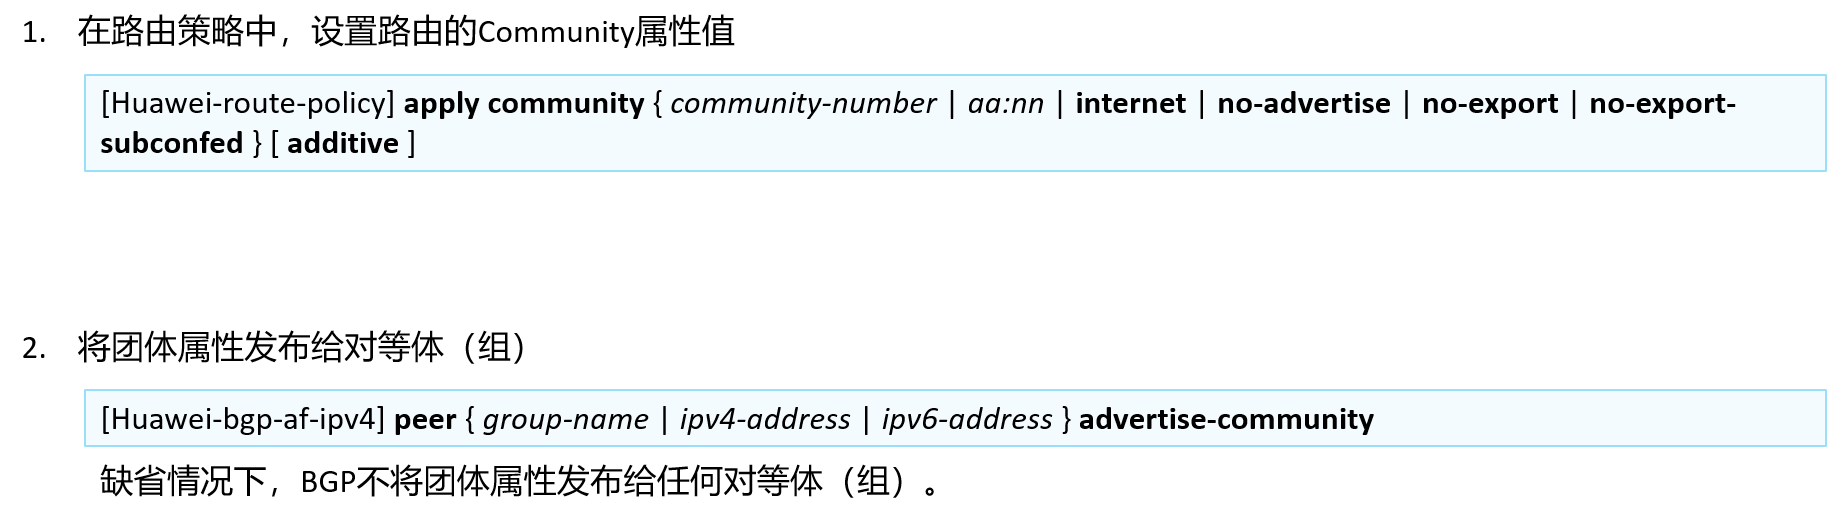 1. 在路由策略中，设置路由的Community属性值
[Huawei-route-policy] apply community { community-number | aa:nn | internet | no-advertise | no-export | no-export-
subconfed } [ additive ]
2. 将团体属性发布给对等体（组）
[Huawei-bgp-af-ipv4] peer { group-name | ipv4-address | ipv6-address } advertise-community
缺省情况下，BGP不将团体属性发布给任何对等体（组）。